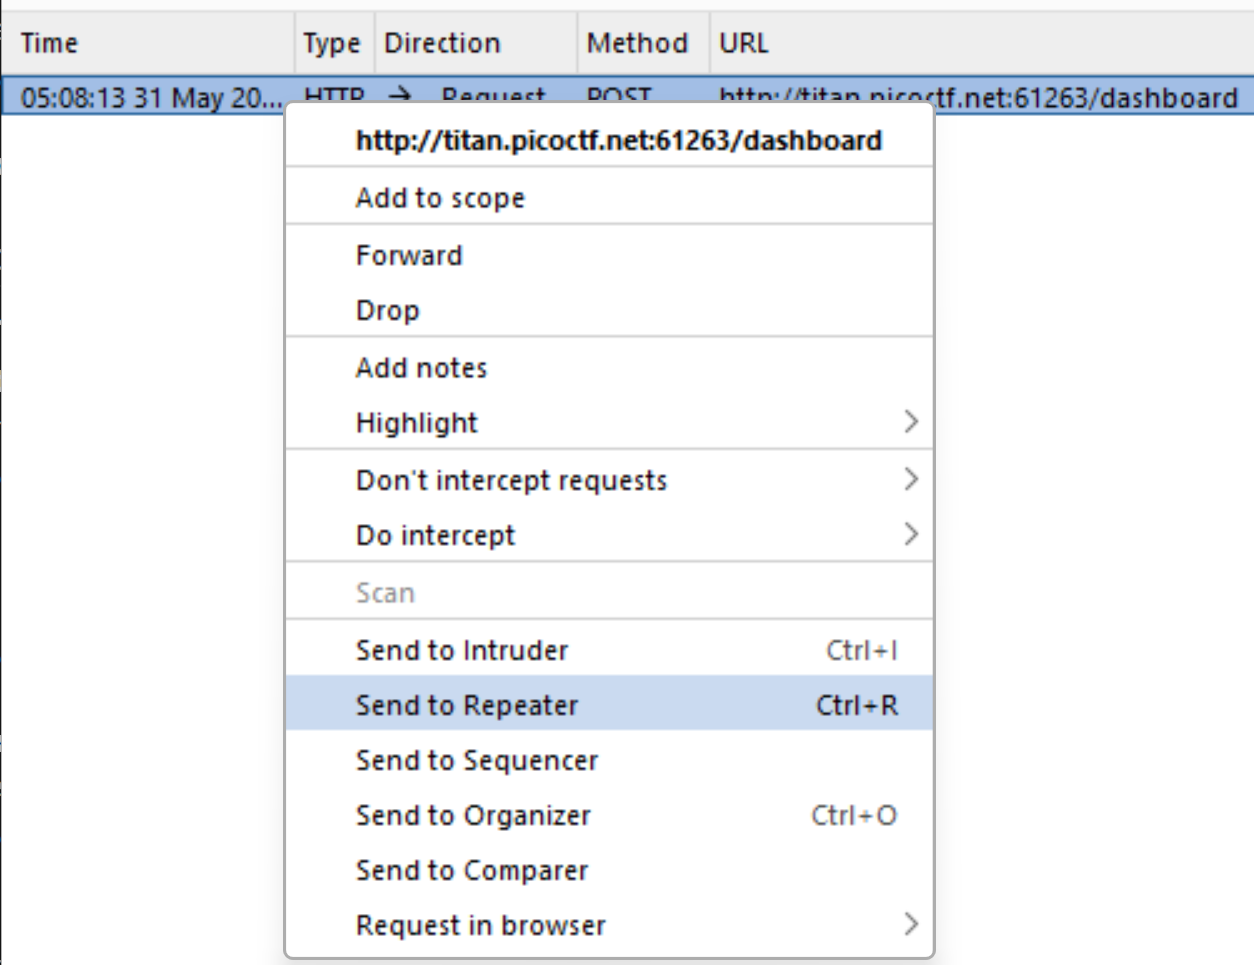 Time Type Direction Method URL
05:08:13 31 May 20... HTTP → Request POST http://titan.picoctf.net:61263/dashboard
http://titan.picoctf.net:61263/dashboard
Add to scope
Forward
Drop
Add notes
Highlight
Don't intercept requests
Do intercept
Scan
Send to Intruder Ctrl+I
Send to Repeater Ctrl+R
Send to Sequencer
Send to Organizer Ctrl+O
Send to Comparer
Request in browser